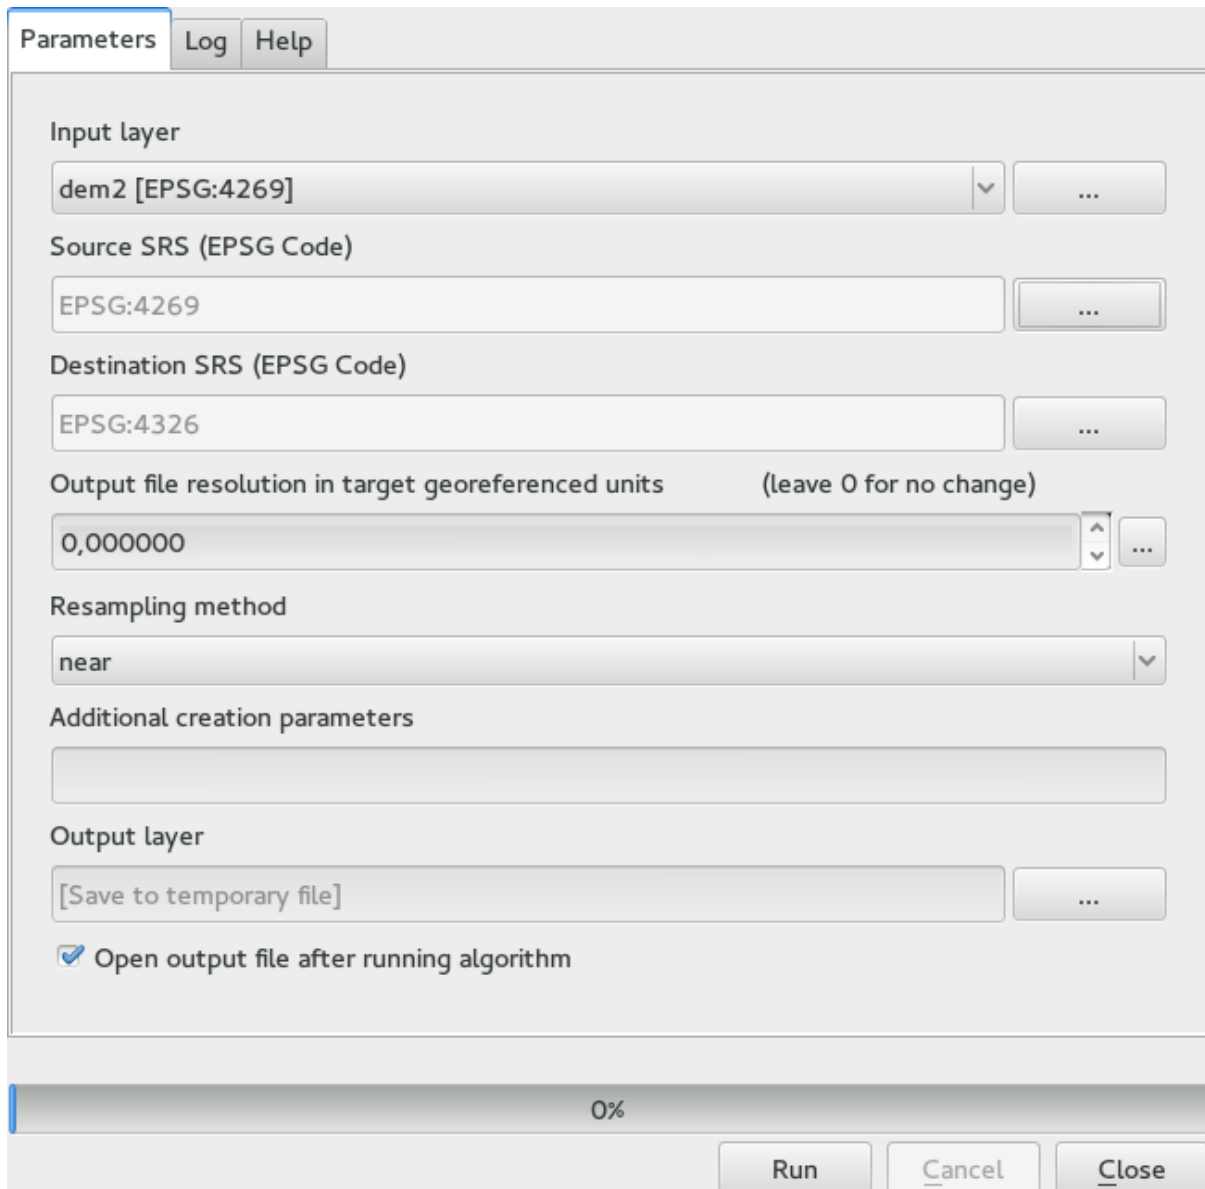 Parameters Log Help
Input layer
dem2 [EPSG:4269] ...
Source SRS (EPSG Code)
EPSG:4269 ...
Destination SRS (EPSG Code)
EPSG:4326 ...
Output file resolution in target georeferenced units (leave 0 for no change)
0,000000 ...
Resampling method
near
Additional creation parameters
Output layer
[Save to temporary file] ...
Open output file after running algorithm
0%
Run Cancel Close